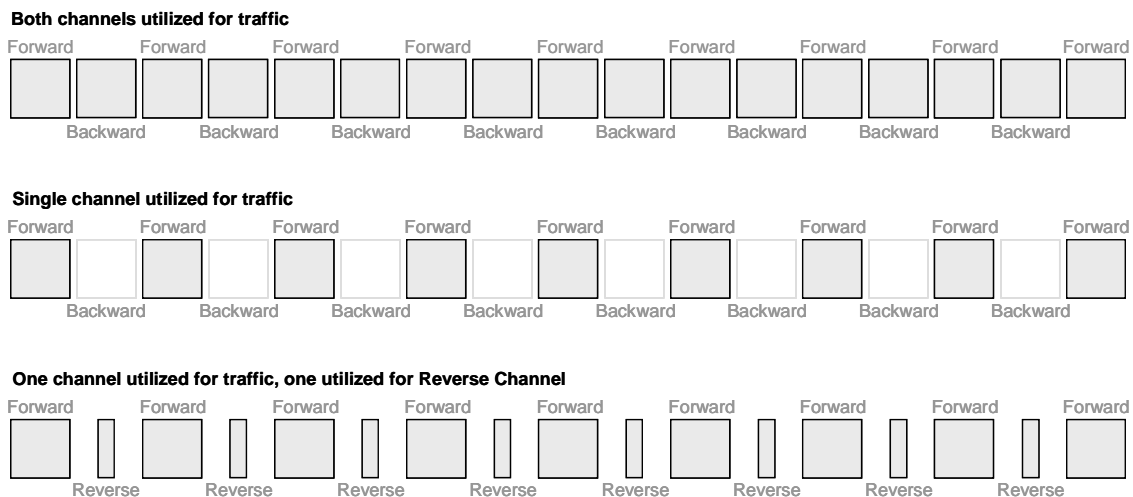 Both channels utilized for traffic
Forward Forward Forward Forward Forward Forward Forward Forward Forward
Backward Backward Backward Backward Backward Backward Backward Backward
Single channel utilized for traffic
Forward Forward Forward Forward Forward Forward Forward Forward Forward
Backward Backward Backward Backward Backward Backward Backward Backward
One channel utilized for traffic, one utilized for Reverse Channel
Forward Forward Forward Forward Forward Forward Forward Forward Forward
Reverse Reverse Reverse Reverse Reverse Reverse Reverse Reverse